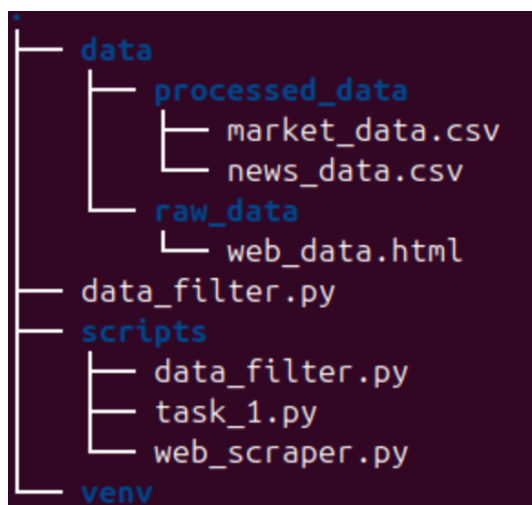 .
data
processed_data
market_data.csv
news_data.csv
raw_data
web_data.html
data_filter.py
scripts
data_filter.py
task_1.py
web_scraper.py
venv